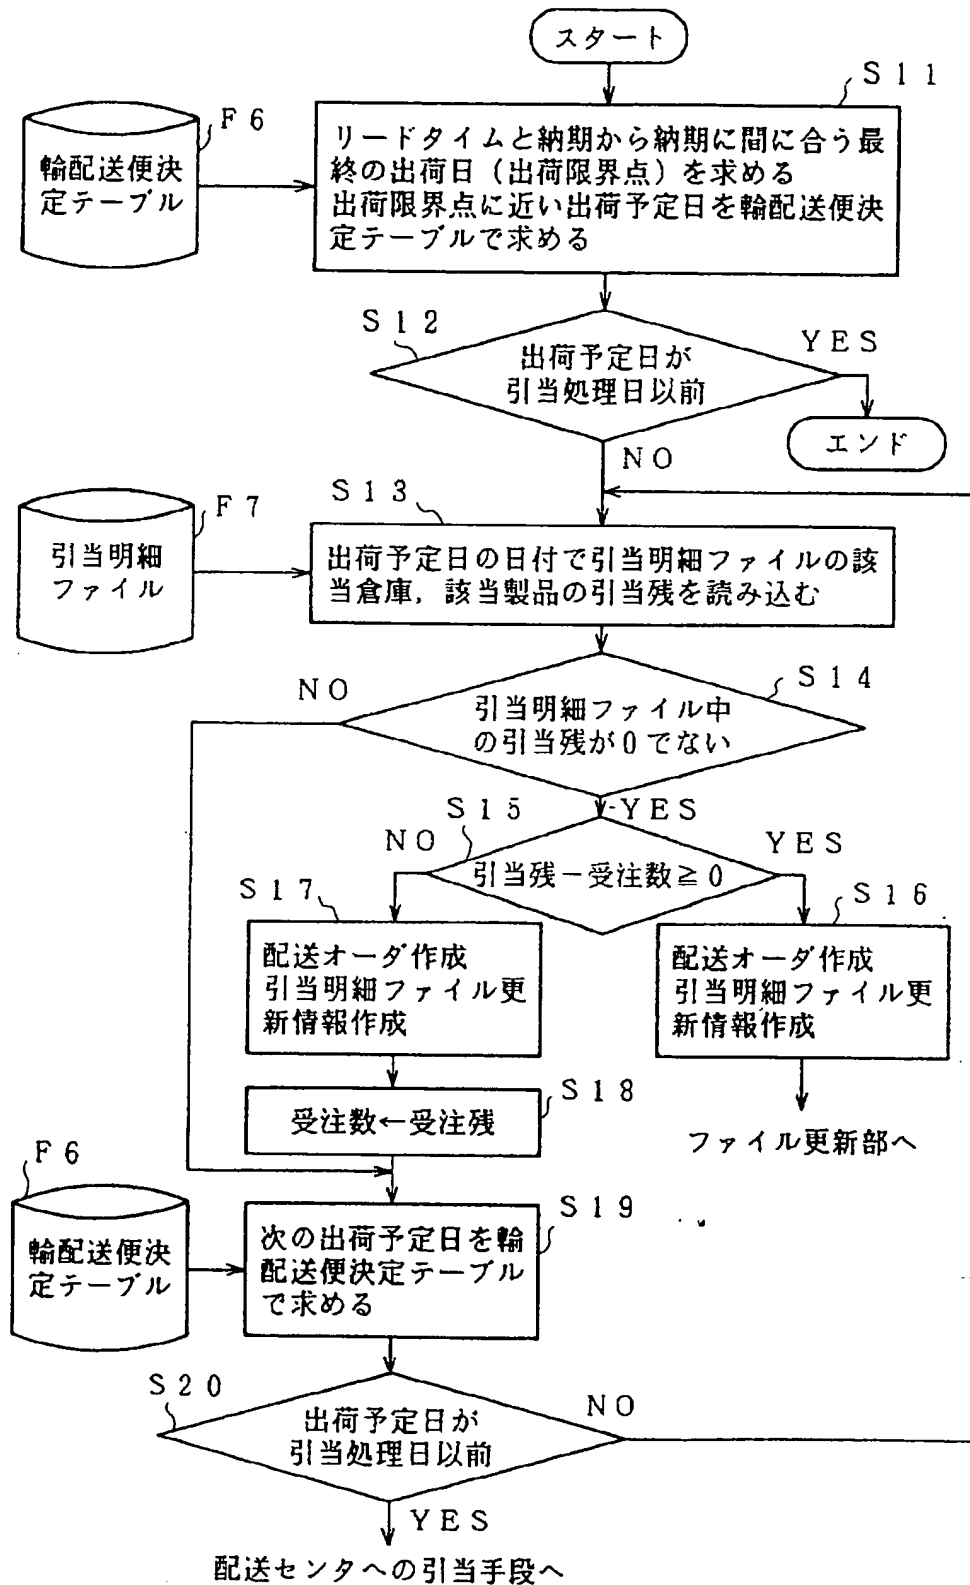 スタート
S11
F6
輸配送便決
定テーブル
リードタイムと納期から納期に間に合う最
終の出荷日（出荷限界点）を求める
出荷限界点に近い出荷予定日を輸配送便決
定テーブルで求める
S12
出荷予定日が
引当処理日以前
YES
エンド
NO
F7
引当明細
ファイル
S13
出荷予定日の日付で引当明細ファイルの該
当倉庫，該当製品の引当残を読み込む
S14
NO
引当明細ファイル中
の引当残が0でない
YES
S15
NO
YES
引当残－受注数≧0
S17
配送オーダ作成
引当明細ファイル更
新情報作成
S16
配送オーダ作成
引当明細ファイル更
新情報作成
S18
受注数←受注残
ファイル更新部へ
F6
輸配送便決
定テーブル
S19
次の出荷予定日を輸
配送便決定テーブル
で求める
S20
出荷予定日が
引当処理日以前
NO
YES
配送センタへの引当手段へ